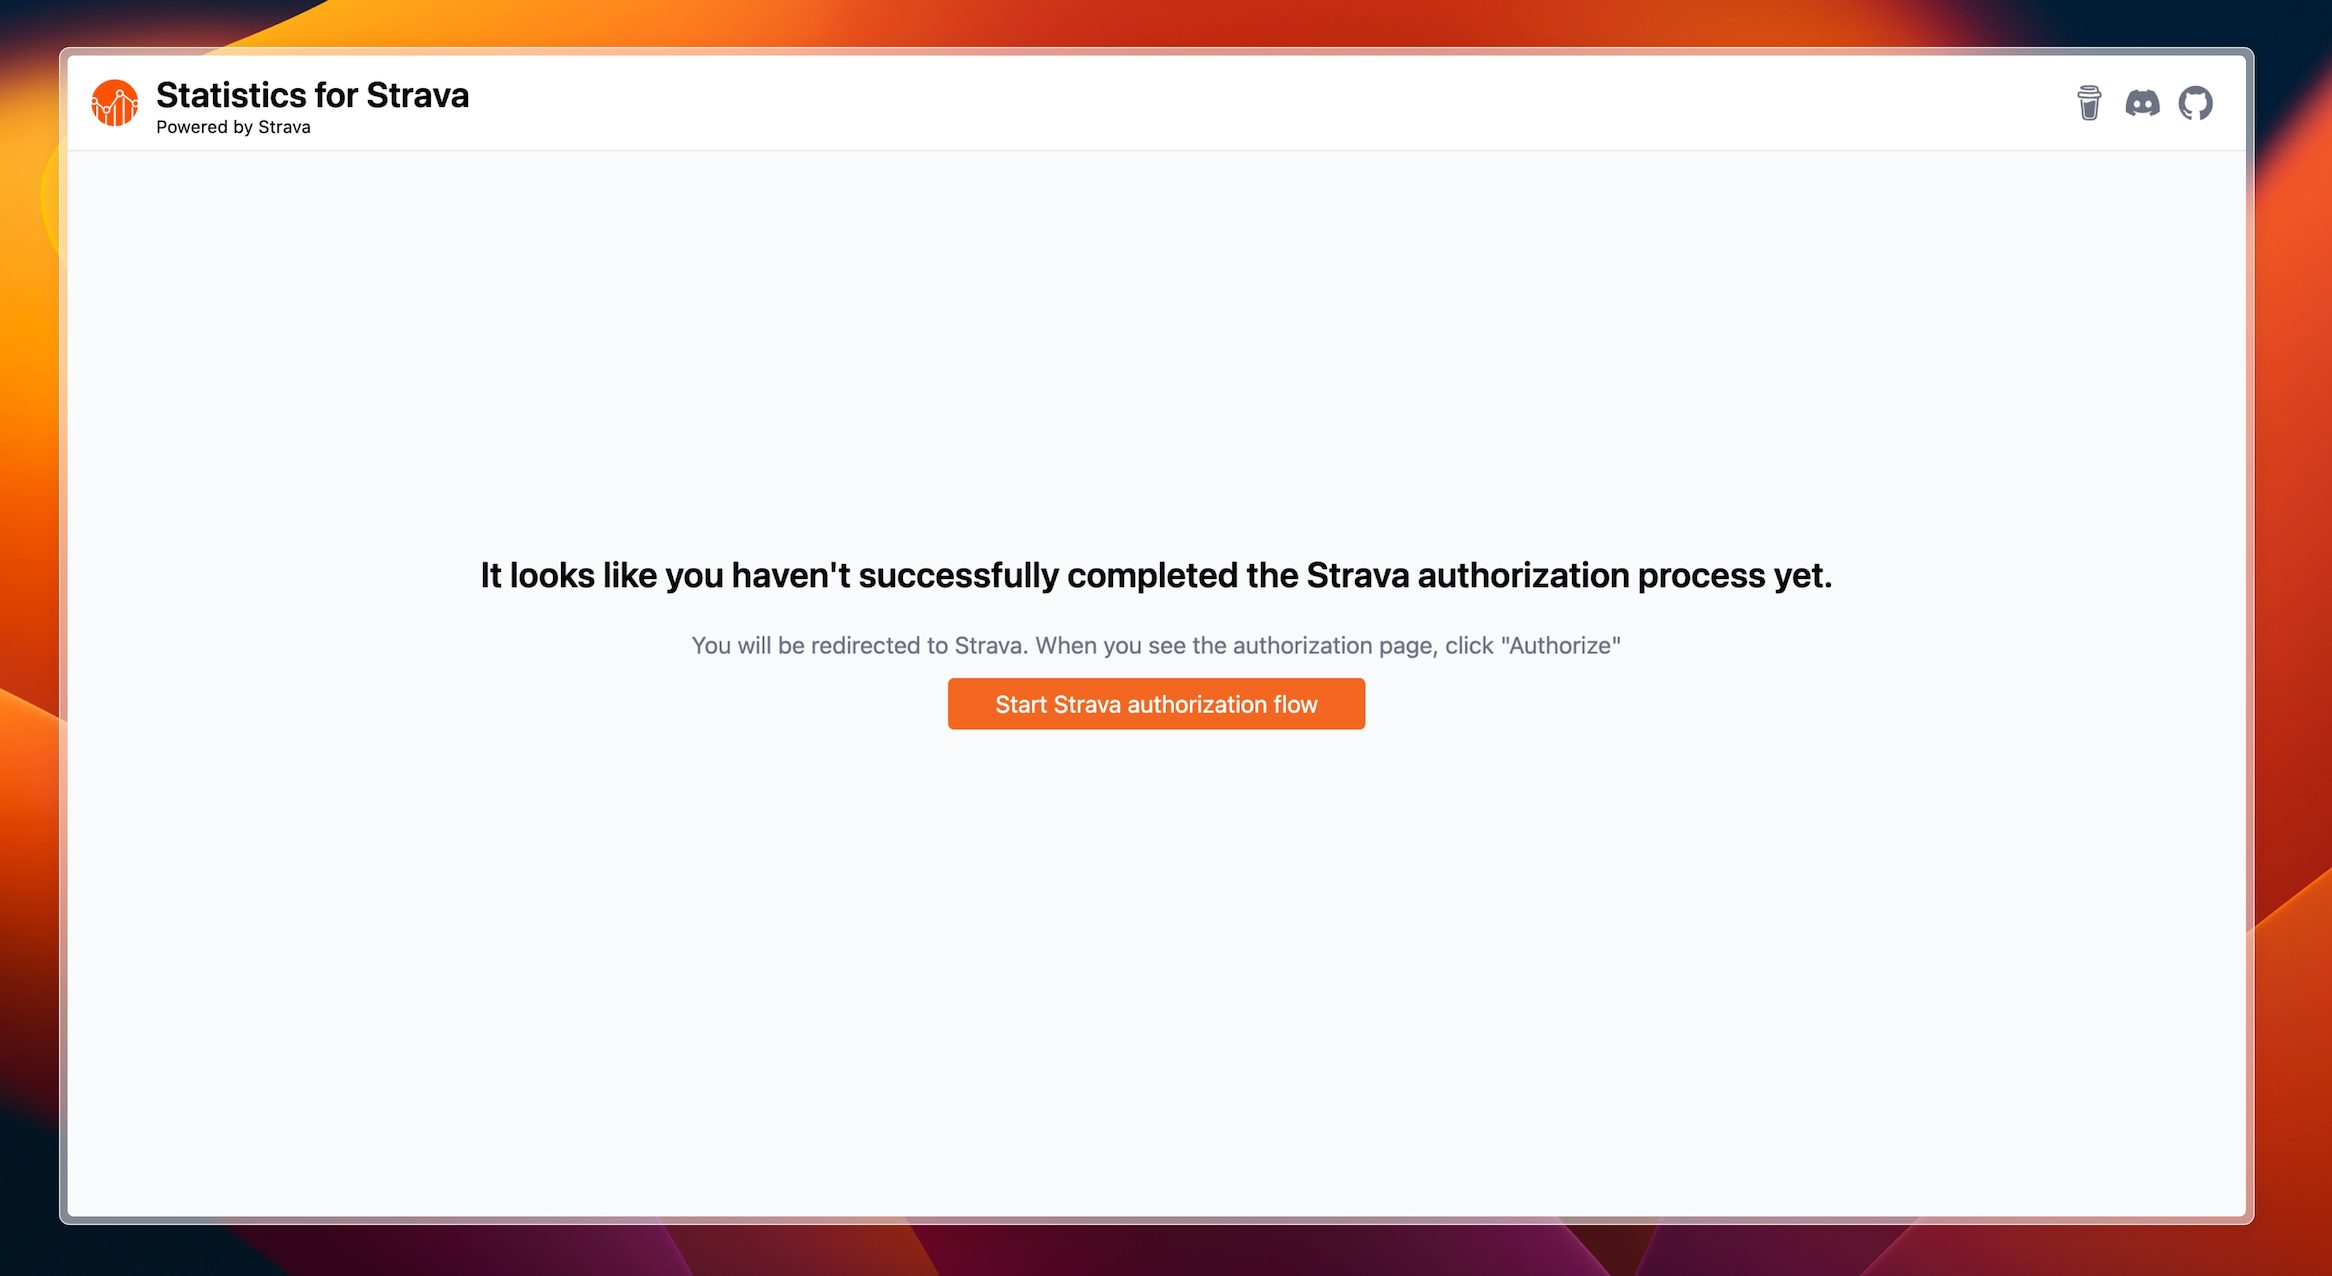 Statistics for Strava
Powered by Strava
It looks like you haven't successfully completed the Strava authorization process yet.
You will be redirected to Strava. When you see the authorization page, click "Authorize"
Start Strava authorization flow